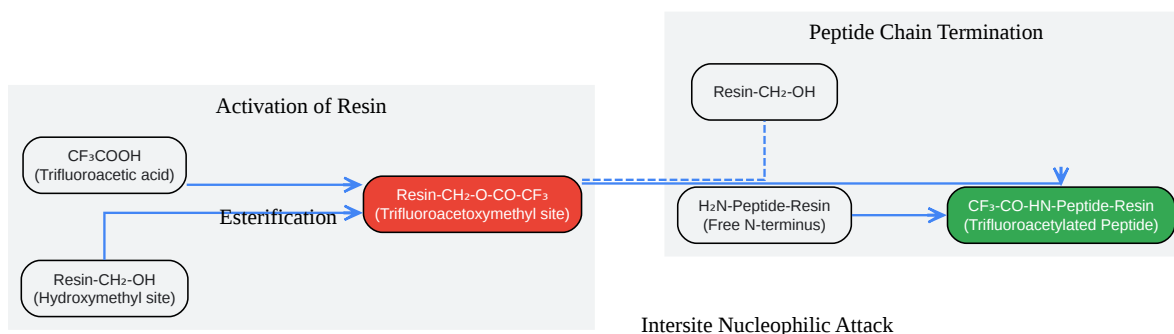 Peptide Chain Termination
Resin-CH₂-OH
Activation of Resin
CF₃COOH
(Trifluoroacetic acid)
Resin-CH₂-O-CO-CF₃
(Trifluoroacetoxymethyl site)
Esterification
H₂N-Peptide-Resin
(Free N-terminus)
CF₃-CO-HN-Peptide-Resin
(Trifluoroacetylated Peptide)
Resin-CH₂-OH
(Hydroxymethyl site)
Intersite Nucleophilic Attack